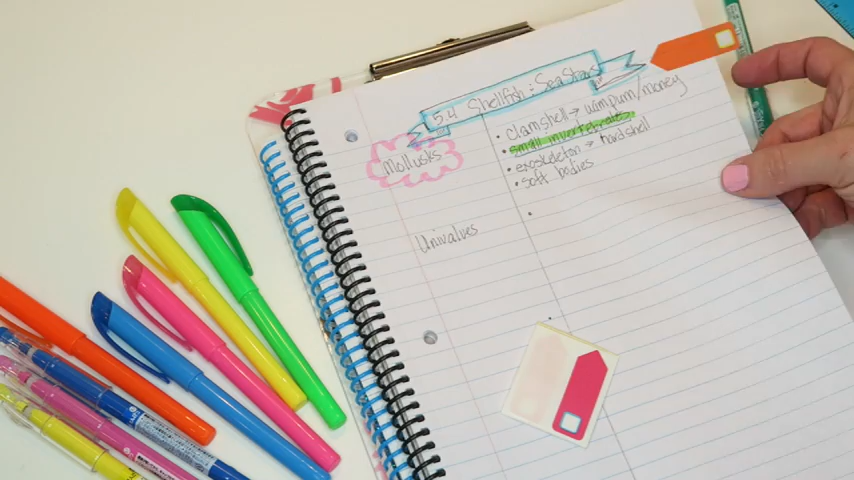 5.4 Shellfish : Sea Stars
Mollusks
• clamshell → wampum/money
• small invertebrates
• exoskeleton → hard shell
• soft bodies
Univalves
•